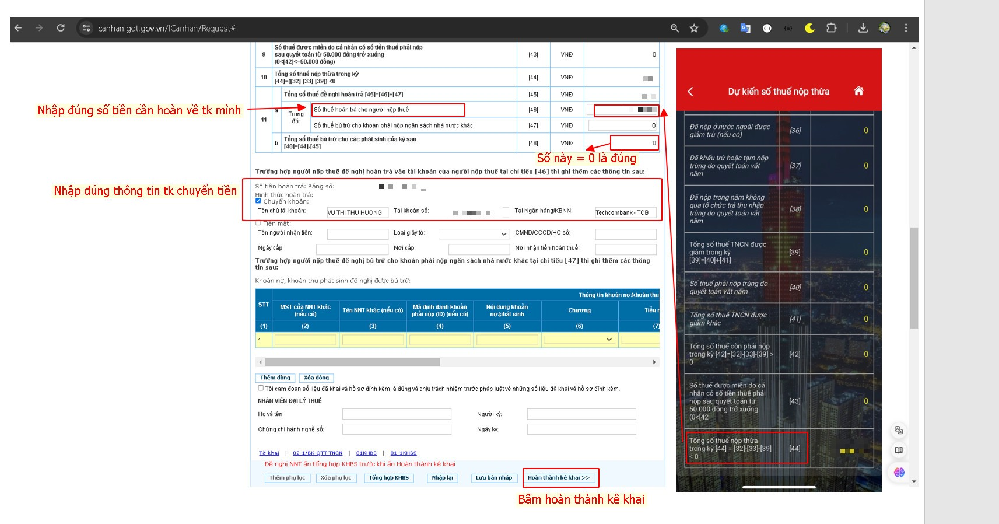 canhan.gdt.gov.vn/ICanhan/Request#
9
Số thuế được miễn do cá nhân có số tiền thuế phải nộp
sau quyết toán từ 50.000 đồng trở xuống
(0<[42]<=50.000 đồng)
[43]
VNĐ
0
10
Tổng số thuế nộp thừa trong kỳ
[44]=([32]-[33]-[39]) <0
[44]
VNĐ
11
a
Tổng số thuế đề nghị hoàn trả [45]=[46]+[47]
[45]
VNĐ
Trong
đó:
Số thuế hoàn trả cho người nộp thuế
[46]
VNĐ
Số thuế bù trừ cho khoản phải nộp ngân sách nhà nước khác
[47]
VNĐ
0
b
Tổng số thuế bù trừ cho các phát sinh của kỳ sau
[48]=[44]-[45]
[48]
VNĐ
0
Nhập đúng số tiền cần hoàn về tk mình
Số này = 0 là đúng
Trường hợp người nộp thuế đề nghị hoàn trả vào tài khoản của người nộp thuế tại chỉ tiêu [46] thì ghi thêm các thông tin sau:
Nhập đúng thông tin tk chuyển tiền
Số tiền hoàn trả: Bằng số:
Hình thức hoàn trả:
Chuyển khoản:
Tên chủ tài khoản:
VU THI THU HUONG
Tài khoản số:
Tại Ngân hàng/KBNN:
Techcombank - TCB
Tiền mặt:
Tên người nhận tiền:
Loại giấy tờ:
CMND/CCCD/HC số:
Ngày cấp:
Nơi cấp:
Nơi nhận tiền hoàn thuế:
Trường hợp người nộp thuế đề nghị bù trừ cho khoản phải nộp ngân sách nhà nước khác tại chỉ tiêu [47] thì ghi thêm các thông
tin sau:
Khoản nợ, khoản thu phát sinh đề nghị được bù trừ:
STT
Thông tin khoản nợ/khoản thu
MST của NNT khác
(nếu có)
Tên NNT khác (nếu có)
Mã định danh khoản
phải nộp (ID) (nếu có)
Nội dung khoản
nợ/phát sinh
Chương
Tiểu
(1)
(2)
(3)
(4)
(5)
(6)
(7)
1
Thêm dòng
Xóa dòng
Tôi cam đoan số liệu đã khai và hồ sơ đính kèm là đúng và chịu trách nhiệm trước pháp luật về những số liệu đã khai và hồ sơ đính kèm.
NHÂN VIÊN ĐẠI LÝ THUẾ
Họ và tên:
Người ký:
Chứng chỉ hành nghề số:
Ngày ký:
Tờ khai | 02-1/BK-QTT-TNCN | 01KHBS | 01-1KHBS
Đề nghị NNT ấn tổng hợp KHBS trước khi ấn Hoàn thành kê khai
Thêm phụ lục
Xóa phụ lục
Tổng hợp KHBS
Nhập lại
Lưu bản nháp
Hoàn thành kê khai >>
Bấm hoàn thành kê khai
Dự kiến số thuế nộp thừa
Đã nộp ở nước ngoài được
giảm trừ (nếu có)
[36]
0
Đã khấu trừ hoặc tạm nộp
trùng do quyết toán vắt
năm
[37]
0
Đã nộp trong năm không
qua tổ chức trả thu nhập
trùng do quyết toán vắt
năm
[38]
0
Tổng số thuế TNCN được
giảm trong kỳ
[39]=[40]+[41]
[39]
0
Số thuế phải nộp trùng do
quyết toán vắt năm
[40]
0
Tổng số thuế TNCN được
giảm khác
[41]
0
Tổng số thuế còn phải nộp
trong kỳ [42]=[32]-[33]-[39] >
0
[42]
0
Số thuế được miễn do cá
nhân có số tiền thuế phải
nộp sau quyết toán từ
50.000 đồng trở xuống
(0<[42
[43]
0
Tổng số thuế nộp thừa
trong kỳ [44] = [32]-[33]-[39]
< 0
[44]